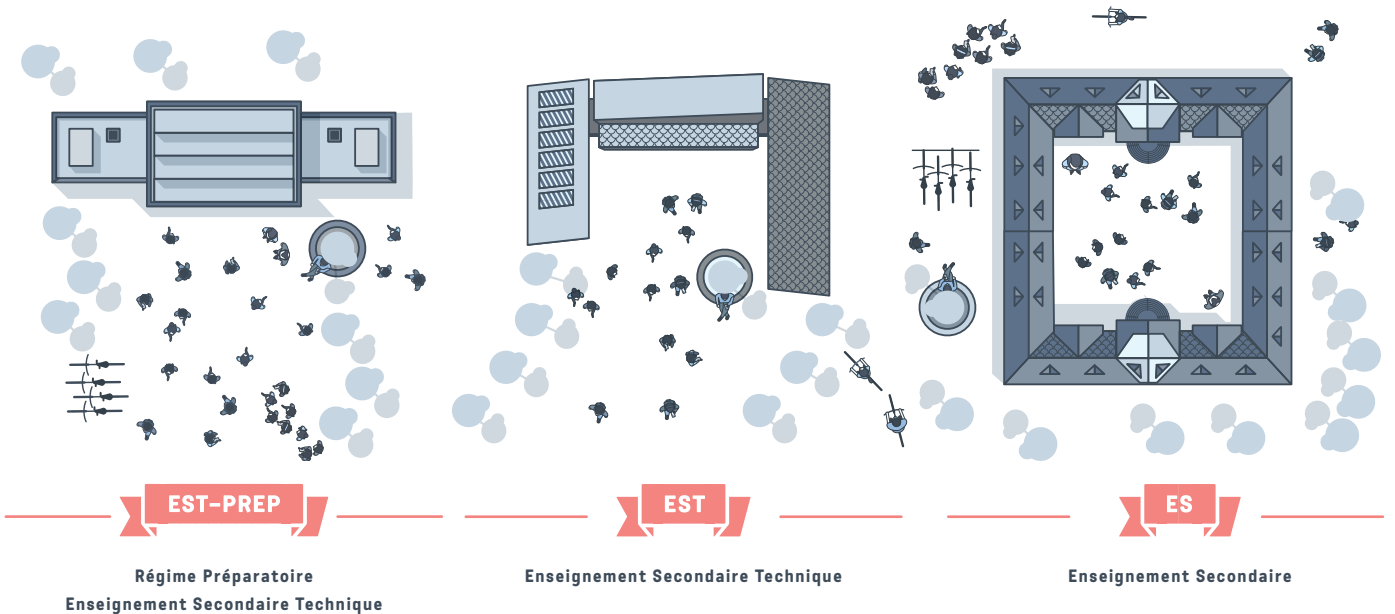 EST–PREP
Régime Préparatoire
Enseignement Secondaire Technique
EST
Enseignement Secondaire Technique
ES
Enseignement Secondaire